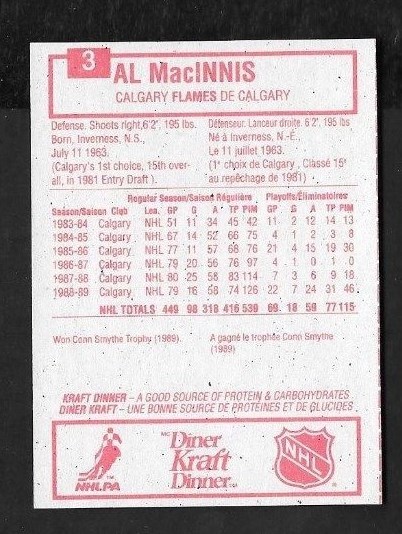 3
AL MacINNIS
CALGARY FLAMES DE CALGARY
Defense. Shoots right, 6'2", 195 lbs
Born, Inverness, N.S.,
July 11 1963.
(Calgary's 1st choice, 15th over-
all, in 1981 Entry Draft ).
Défenseur. Lanceur droite. 6'2", 195 lbs
Né à Inverness, N.-É.,
Le 11 juillet 1963.
(1e choix de Calgary , Classé 15e
au repêchage de 1981)
Regular Season/Saison Régulière Playoffs/Éliminatoires
Season/Saison Club Lea. GP G A TP PIM GP G A TP PIM
1983-84 Calgary NHL 51 11 34 45 42 11 2 12 14 13
1984-85 Calgary NHL 67 14 52 66 75 4 1 2 3 8
1985-86 Calgary NHL 77 11 57 68 76 21 4 15 19 30
1986-87 Calgary NHL 79 20 56 76 97 4 1 0 1 0
1987-88 Calgary NHL 80 25 58 83 114 7 3 6 9 18
1988-89 Calgary NHL 79 16 58 74 126 22 7 24 31 46
NHL TOTALS 449 98 318 416 539 69 18 59 77 115
Won Conn Smythe Trophy (1989).
A gagné le trophée Conn Smythe
(1989)
KRAFT DINNER - A GOOD SOURCE OF PROTEIN & CARBOHYDRATES
DINER KRAFT - UNE BONNE SOURCE DE PROTÉINES ET DE GLUCIDES
NHLPA
MC Diner
Kraft
Dinner TM
NHL